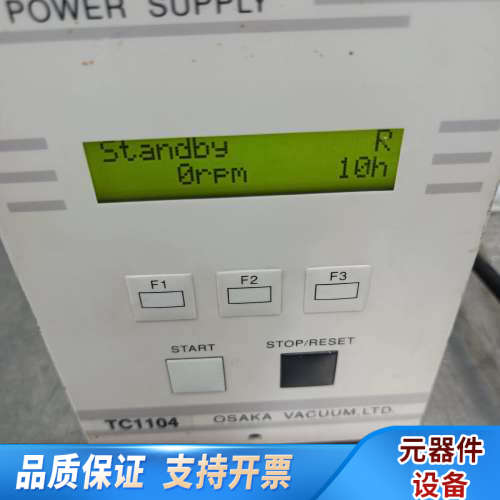 POWER SUPPLY
Standby R
0rpm 10h
F1 F2 F3
START STOP/RESET
TC1104 OSAKA VACUUM,LTD.
品质保证 支持开票
元器件
设备